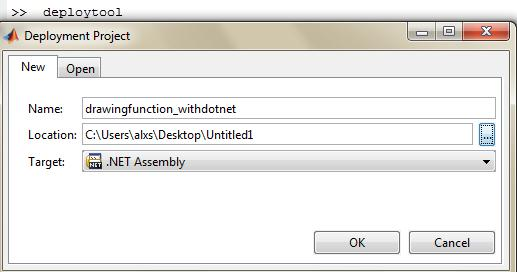 >> deploytool
Deployment Project
New Open
Name: drawingfunction_withdotnet
Location: C:\Users\alxs\Desktop\Untitled1 ...
Target: .NET Assembly
OK Cancel